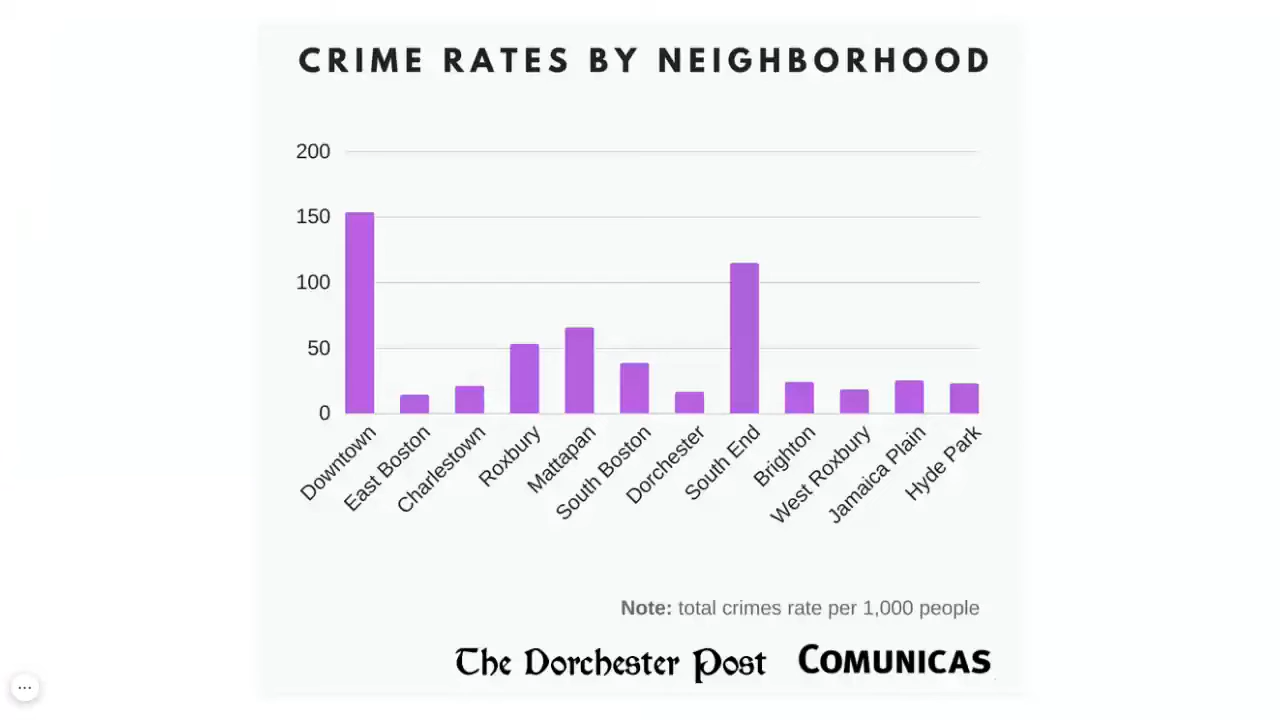 CRIME RATES BY NEIGHBORHOOD
200
150
100
50
0
Downtown
East Boston
Charlestown
Roxbury
Mattapan
South Boston
Dorchester
South End
Brighton
West Roxbury
Jamaica Plain
Hyde Park
Note: total crimes rate per 1,000 people
The Dorchester Post COMUNICAS